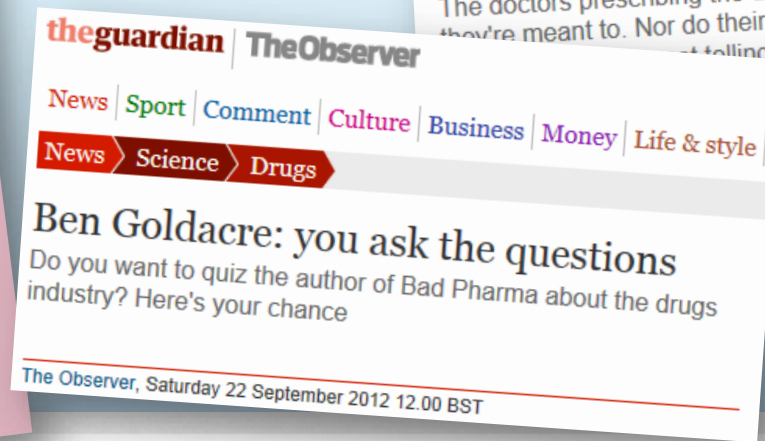 The doctors prescribing the
they're meant to. Nor do their
telling
theguardian | TheObserver
News | Sport | Comment | Culture | Business | Money | Life & style
News Science Drugs
Ben Goldacre: you ask the questions
Do you want to quiz the author of Bad Pharma about the drugs
industry? Here's your chance
The Observer, Saturday 22 September 2012 12.00 BST